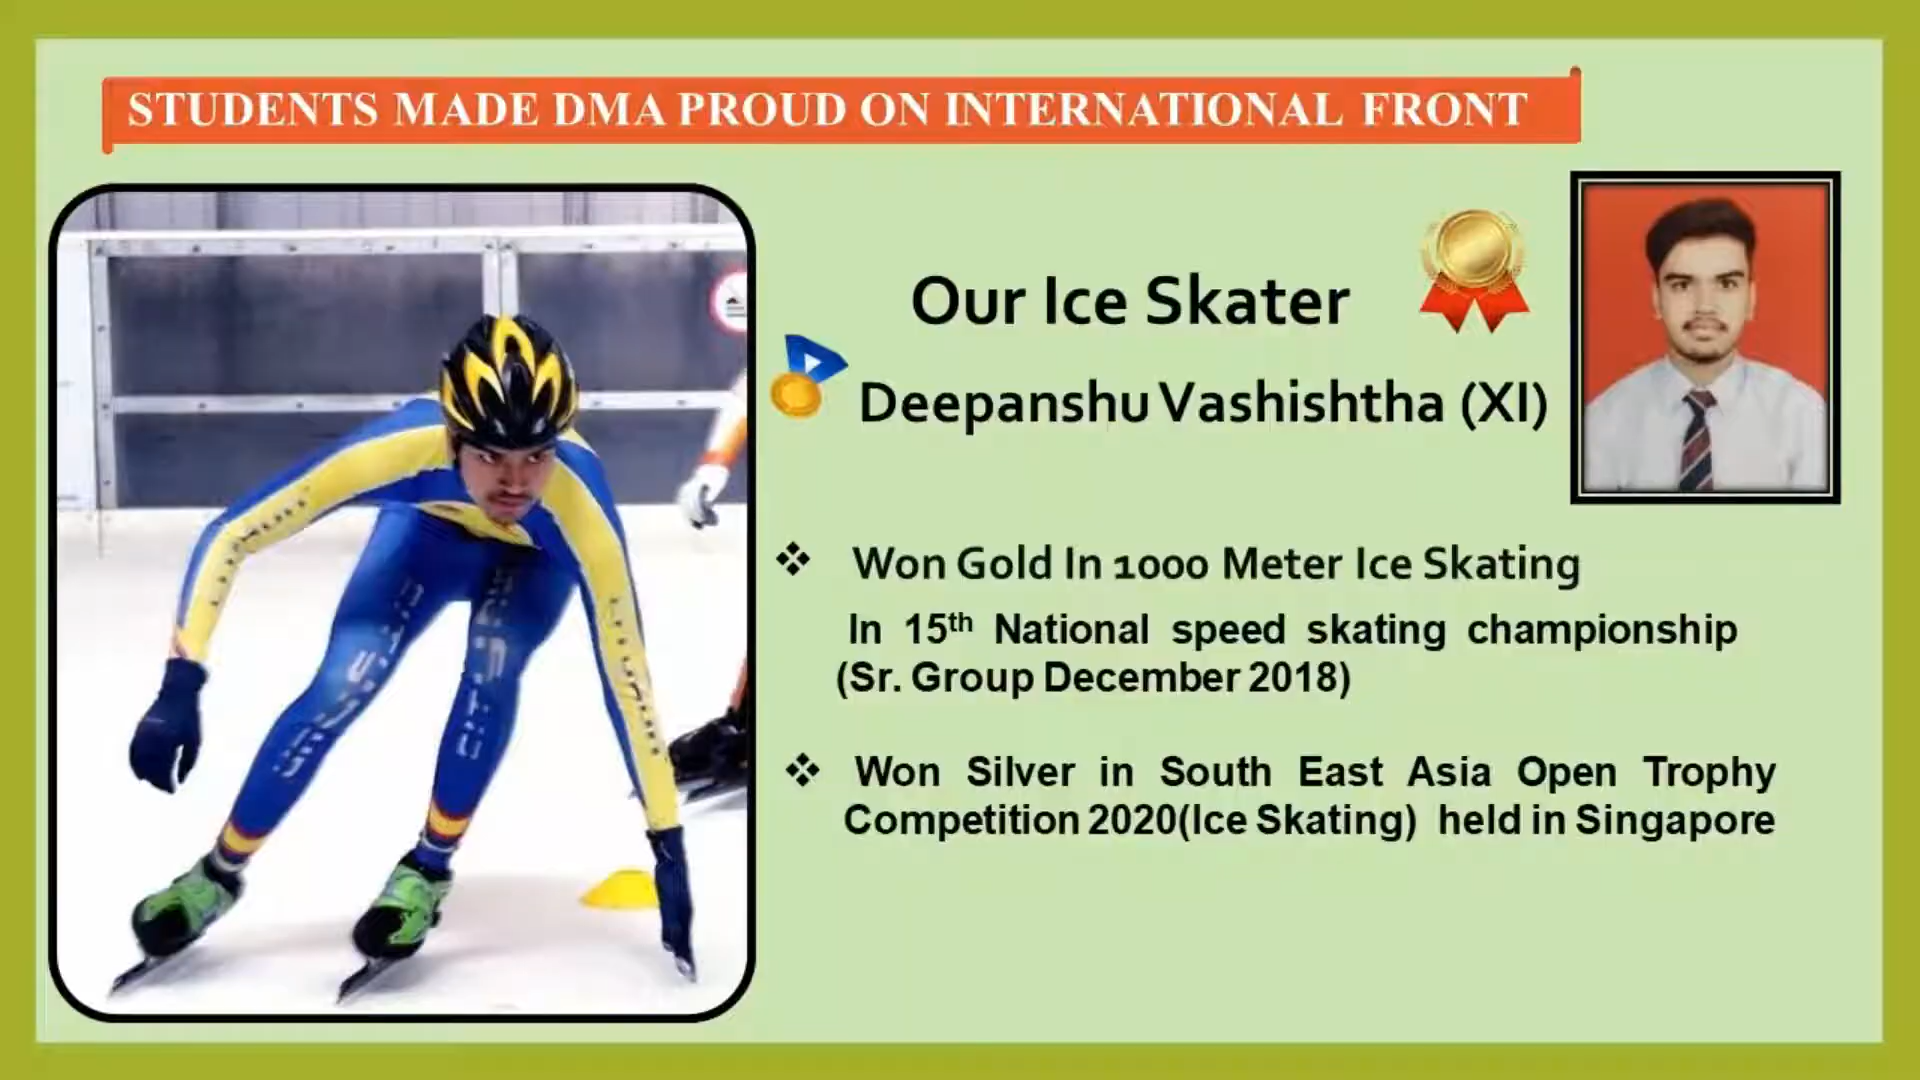 STUDENTS MADE DMA PROUD ON INTERNATIONAL FRONT
Our Ice Skater
Deepanshu Vashishtha (XI)
❖ Won Gold In 1000 Meter Ice Skating
In 15th National speed skating championship
(Sr. Group December 2018)
❖ Won Silver in South East Asia Open Trophy
Competition 2020(Ice Skating) held in Singapore